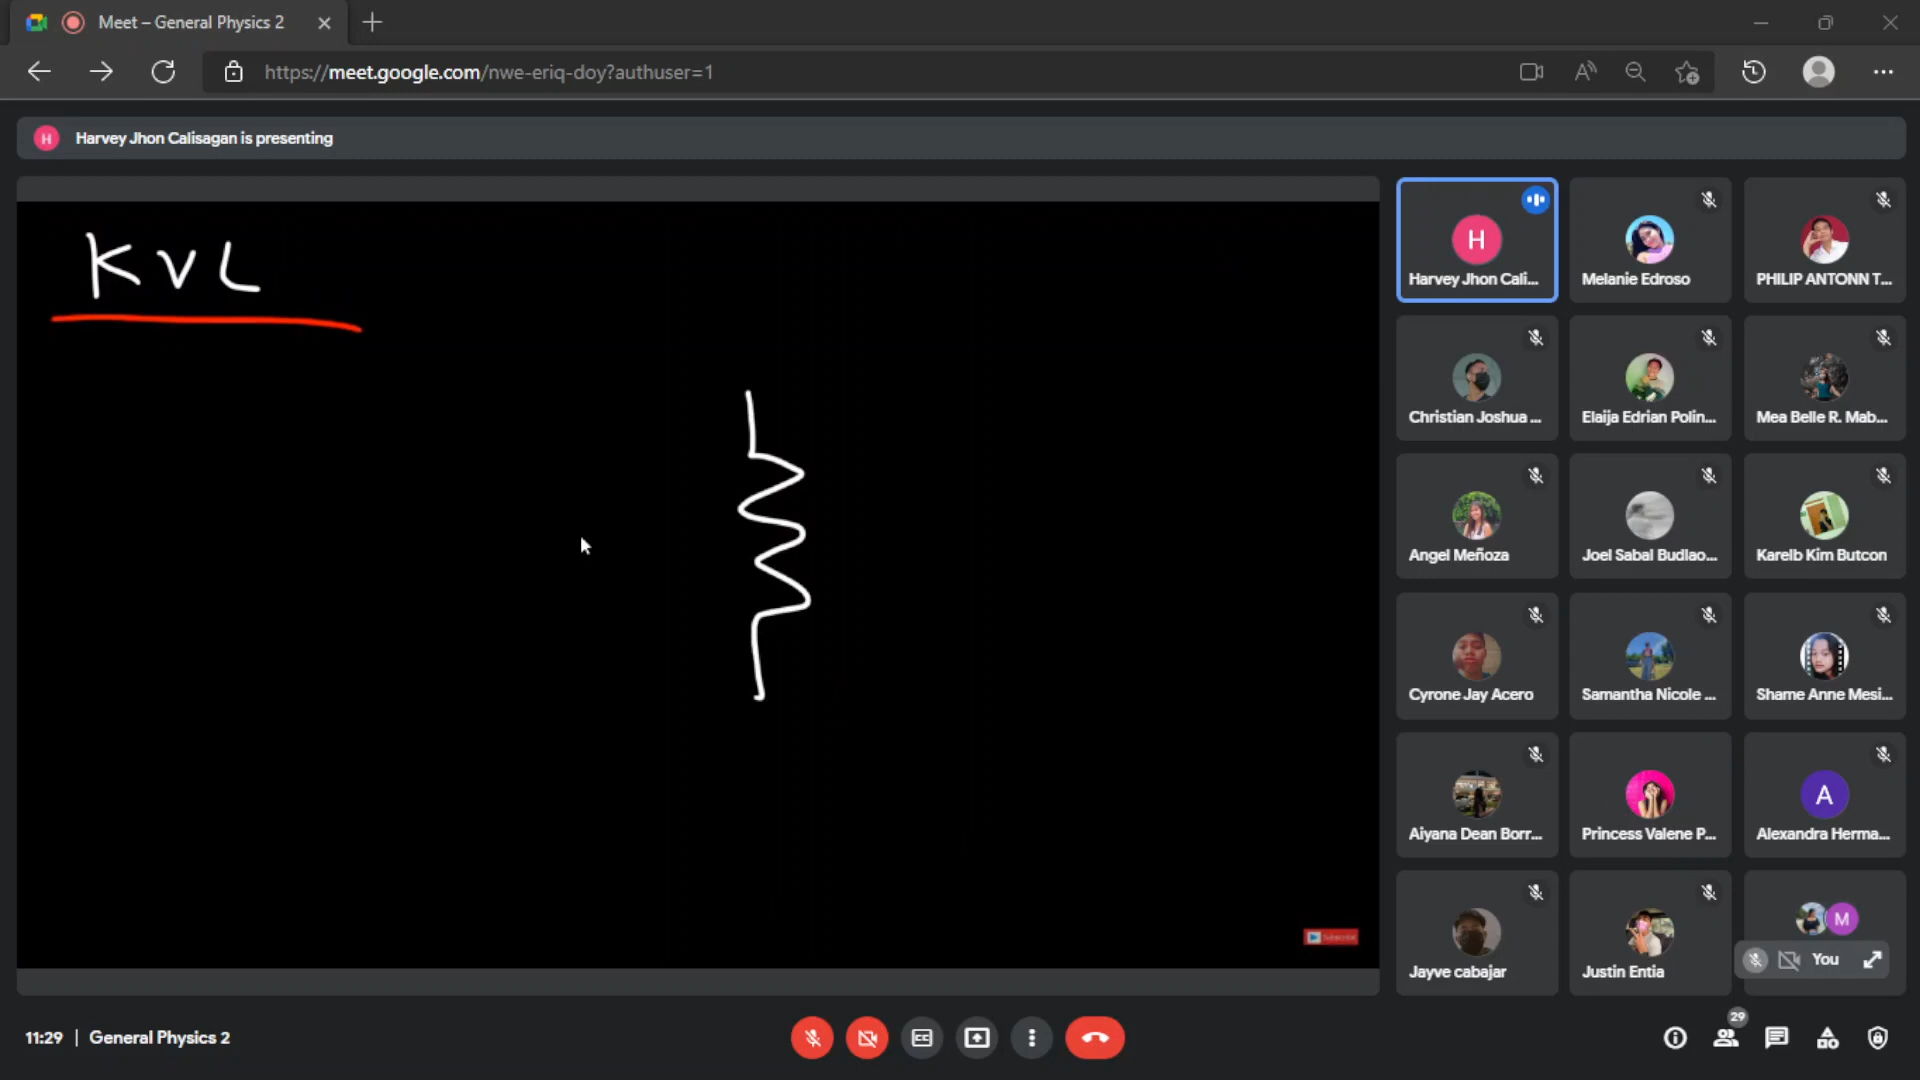 Meet – General Physics 2
https://meet.google.com/nwe-eriq-doy?authuser=1
H Harvey Jhon Calisagan is presenting
KVL
Subscribe
H
Harvey Jhon Cali...
Melanie Edroso
PHILIP ANTONN T...
Christian Joshua ...
Elaija Edrian Polin...
Mea Belle R. Mab...
Angel Meñoza
Joel Sabal Budlao...
Karelb Kim Butcon
Cyrone Jay Acero
Samantha Nicole ...
Shame Anne Mesi...
Aiyana Dean Borr...
Princess Valene P...
A
Alexandra Herma...
Jayve cabajar
Justin Entia
M
You
11:29 | General Physics 2
29